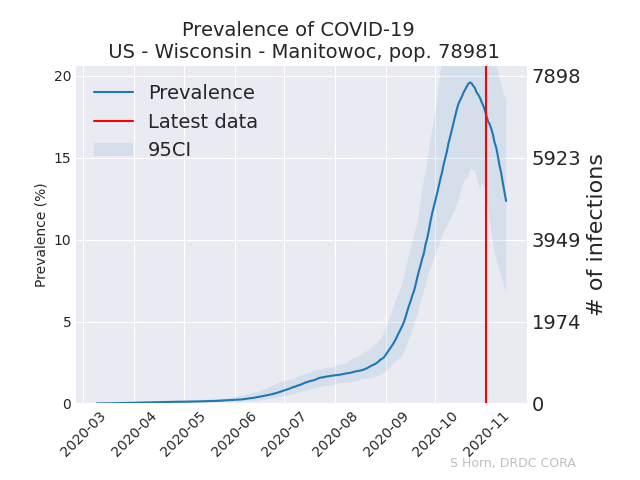 Prevalence of COVID-19
US - Wisconsin - Manitowoc, pop. 78981
Prevalence
Latest data
95CI
Prevalence (%)
20
15
10
5
0
7898
5923
3949
1974
0
# of infections
2020-03
2020-04
2020-05
2020-06
2020-07
2020-08
2020-09
2020-10
2020-11
S Horn, DRDC CORA